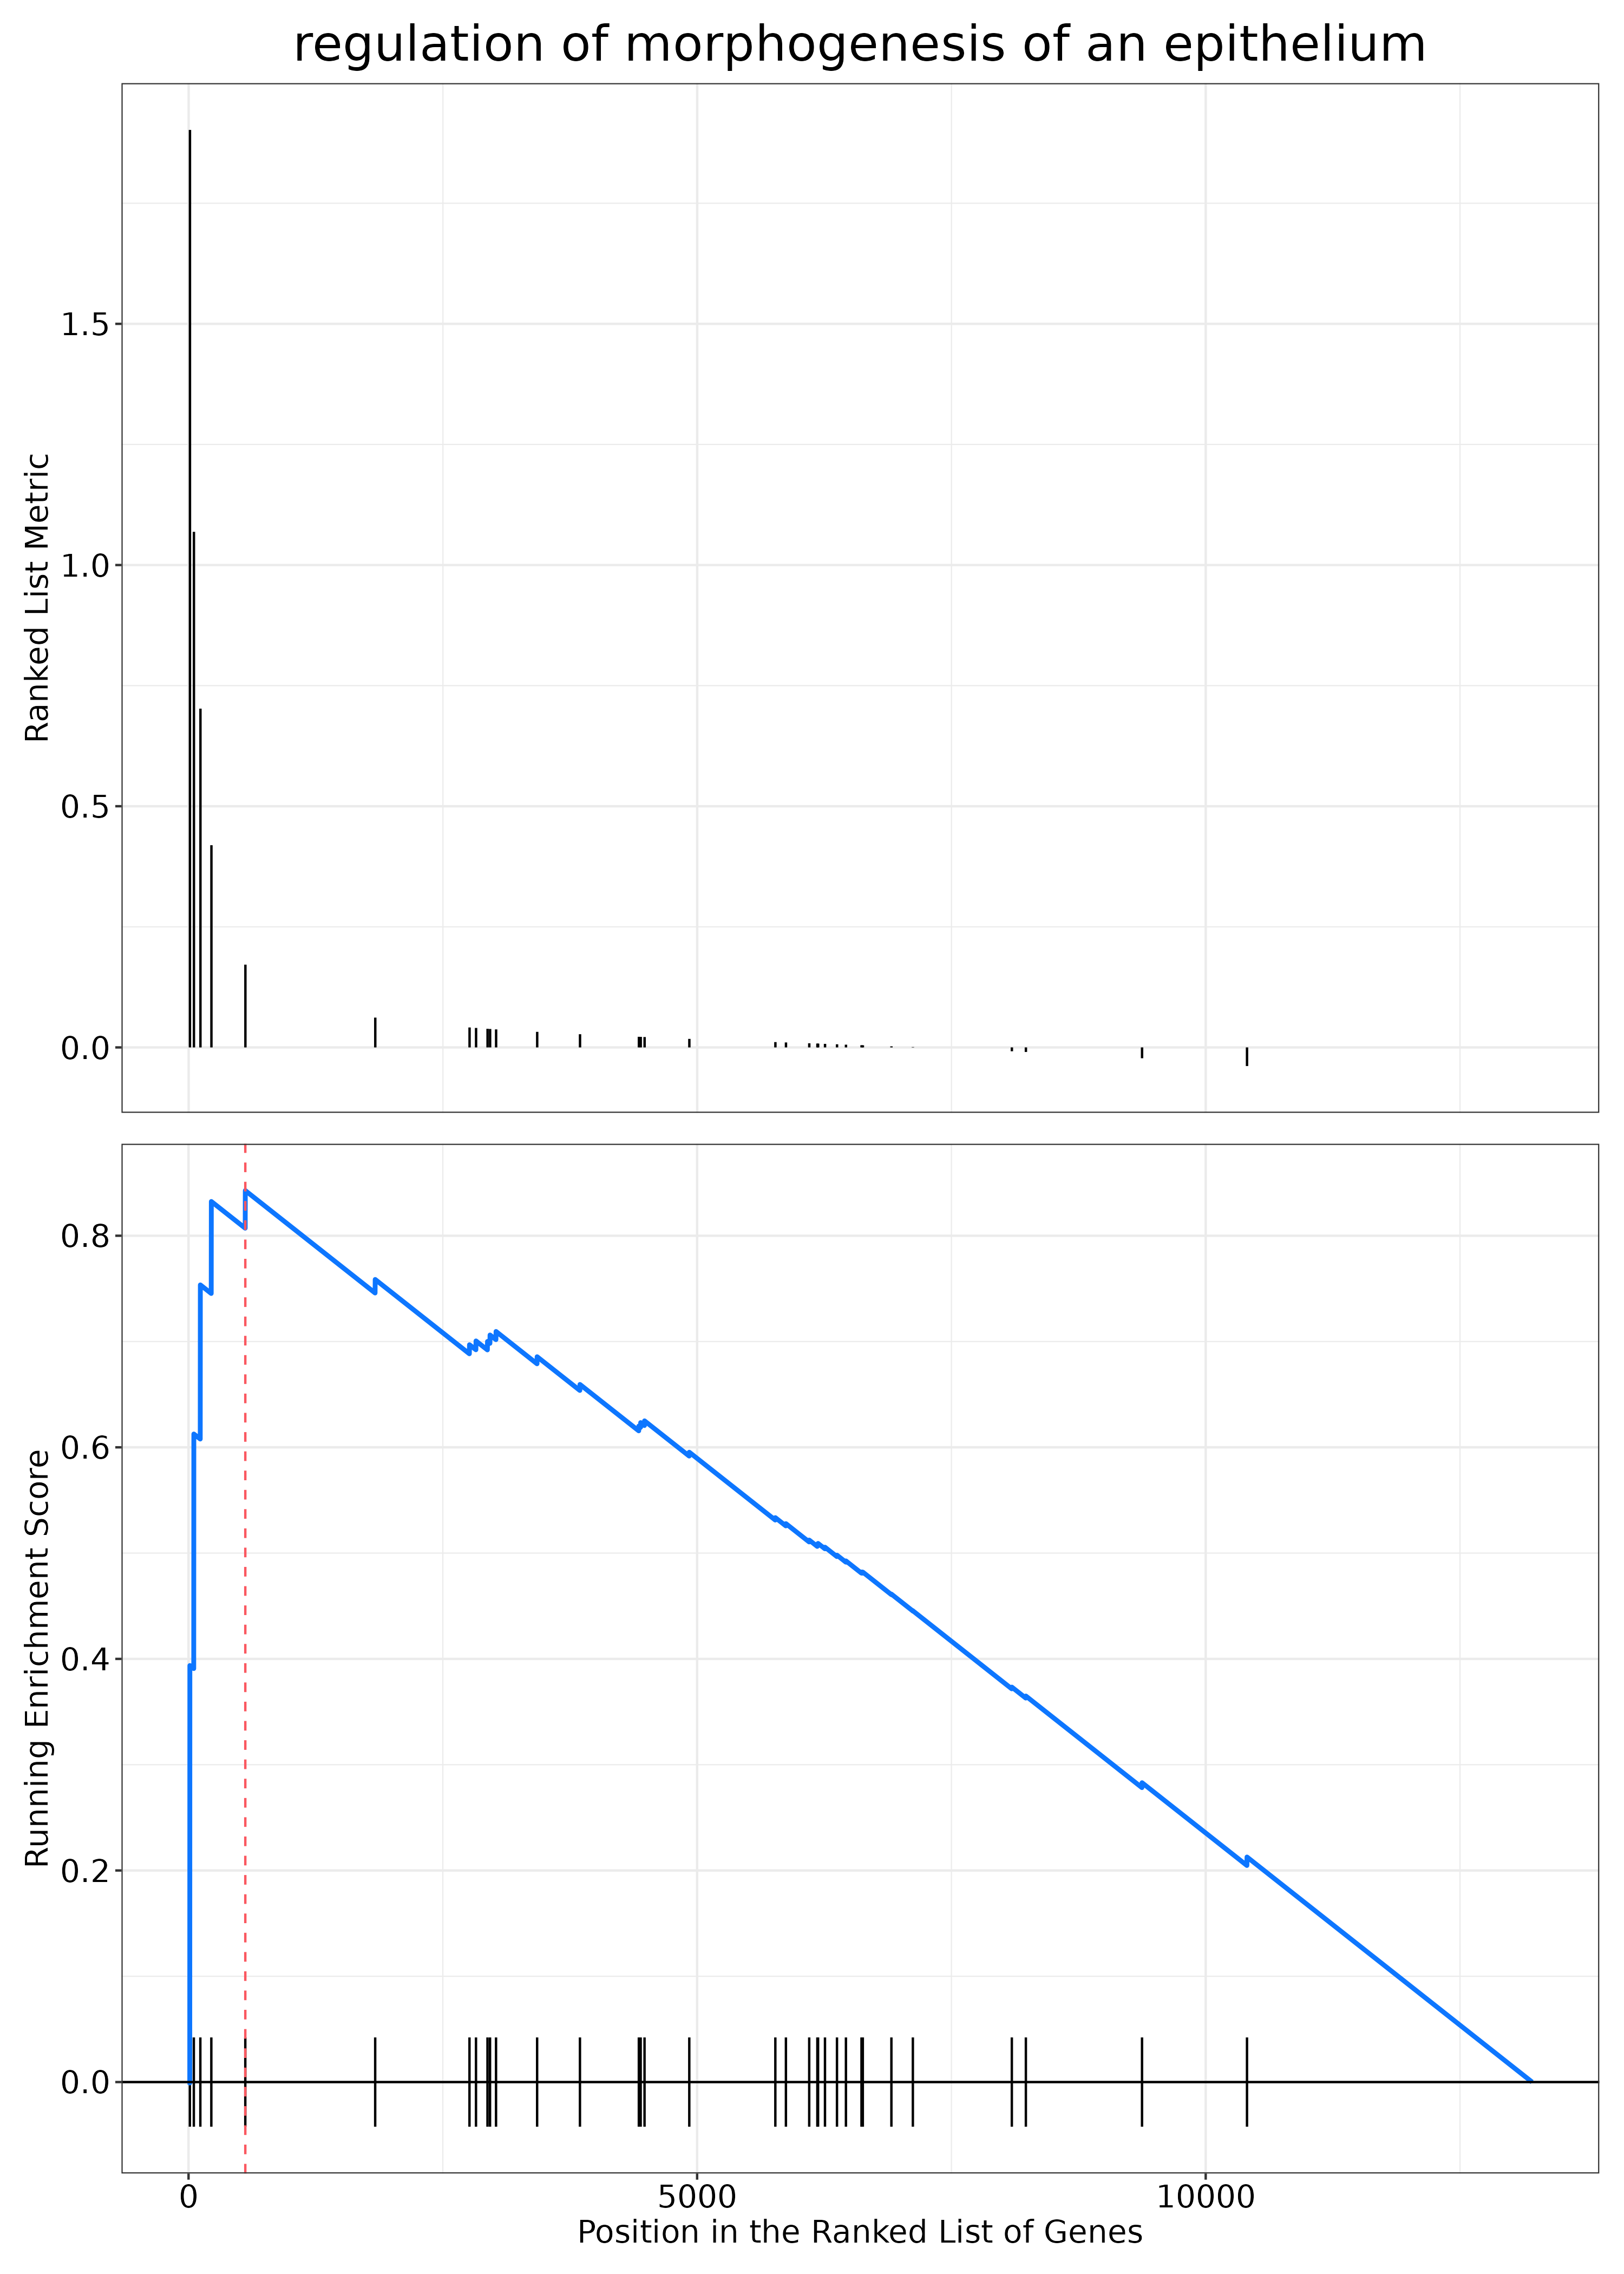 regulation of morphogenesis of an epithelium
Ranked List Metric
1.5
1.0
0.5
0.0
Running Enrichment Score
0.8
0.6
0.4
0.2
0.0
0 5000 10000
Position in the Ranked List of Genes